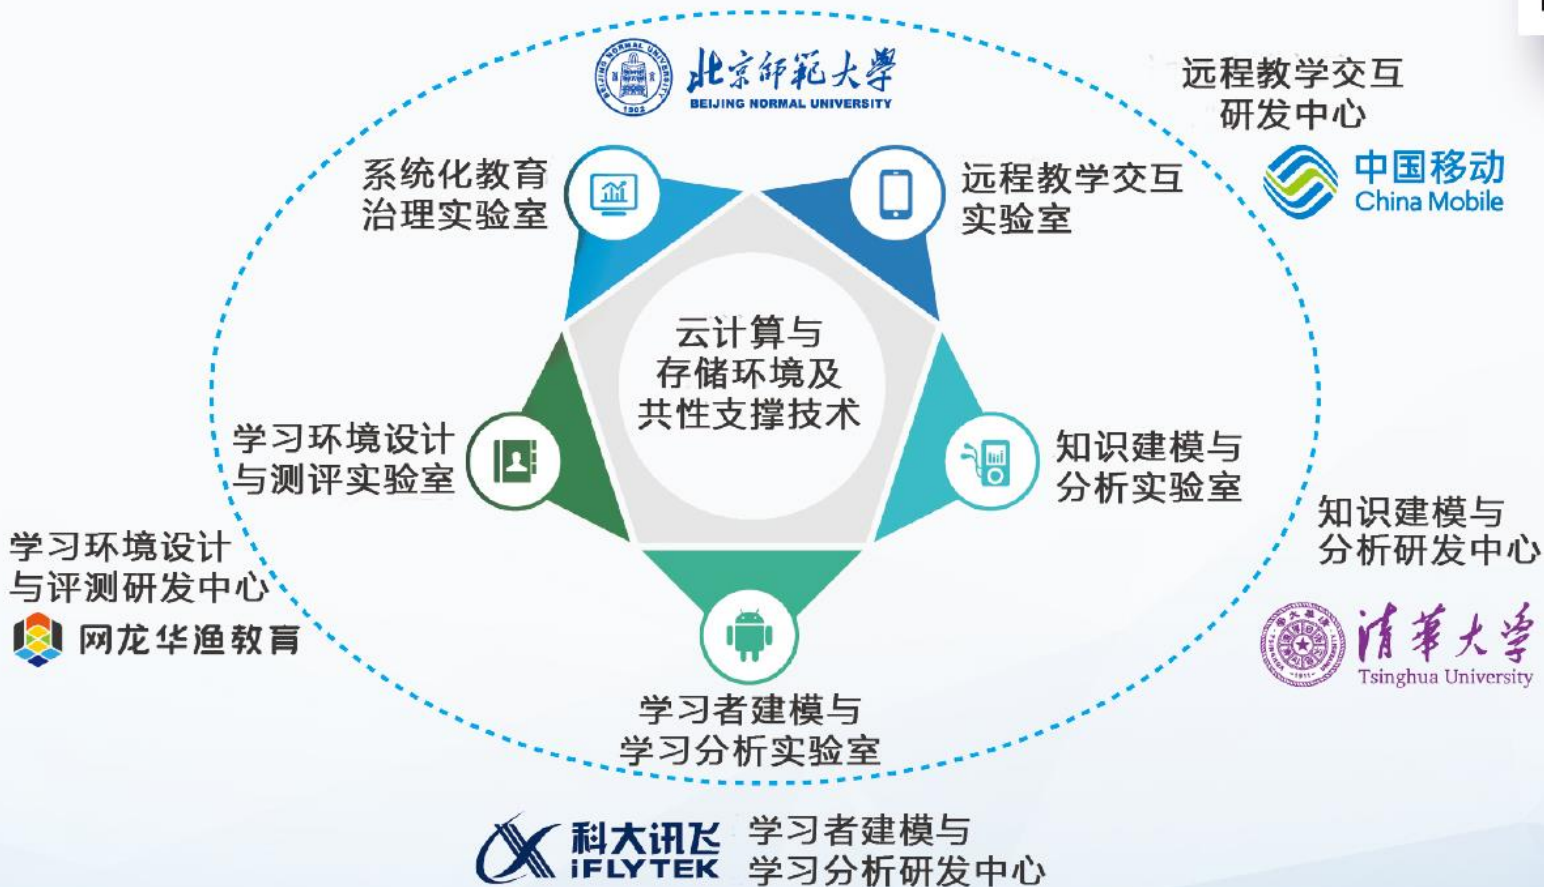 北京師範大學
BEIJING NORMAL UNIVERSITY
BEIJING NORMAL UNIVERSITY
1902
远程教学交互
研发中心
中国移动
China Mobile
系统化教育
治理实验室
远程教学交互
实验室
云计算与
存储环境及
共性支撑技术
学习环境设计
与测评实验室
知识建模与
分析实验室
学习环境设计
与评测研发中心
网龙华渔教育
知识建模与
分析研发中心
清華大学
Tsinghua University
学习者建模与
学习分析实验室
科大讯飞
iFLYTEK
学习者建模与
学习分析研发中心